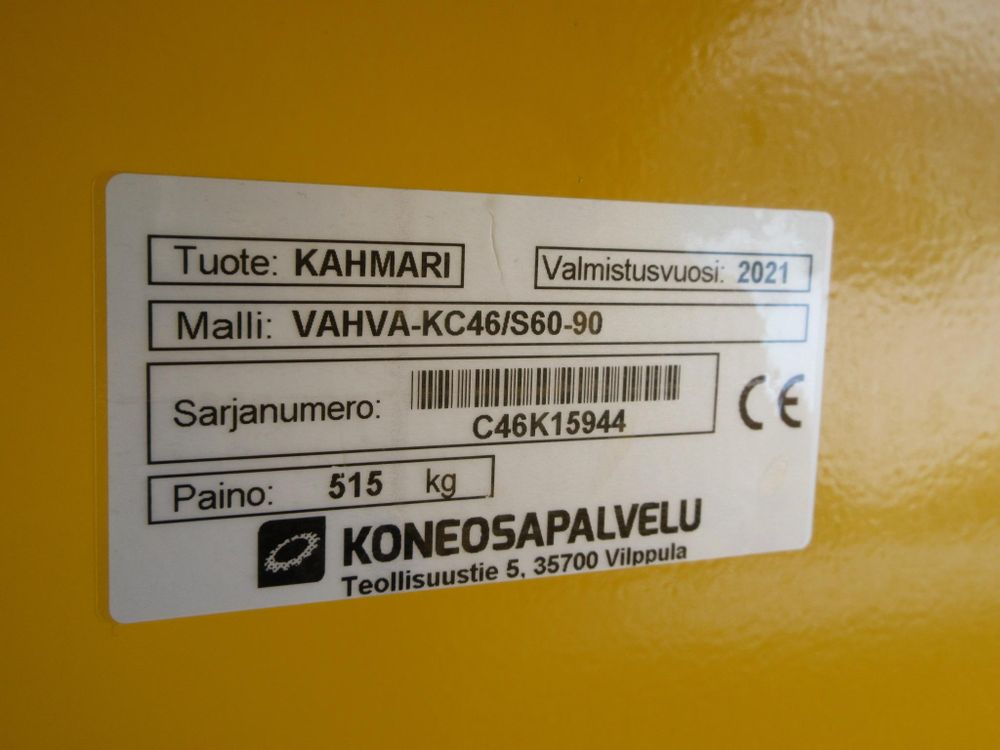 Tuote: KAHMARI
Valmistusvuosi: 2021
Malli: VAHVA-KC46/S60-90
Sarjanumero:
C46K15944
CE
Paino: 515 kg
KONEOSAPALVELU
Teollisuustie 5, 35700 Vilppula